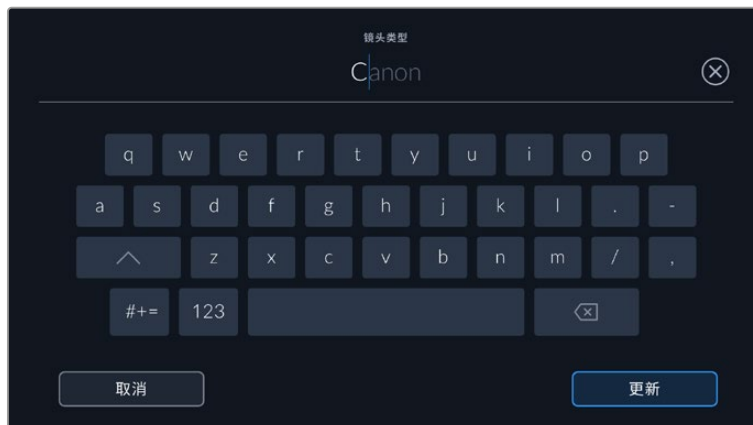 镜头类型
Canon
q w e r t y u i o p
a s d f g h j k l . -
z x c v b n m / ,
#+= 123
取消 更新